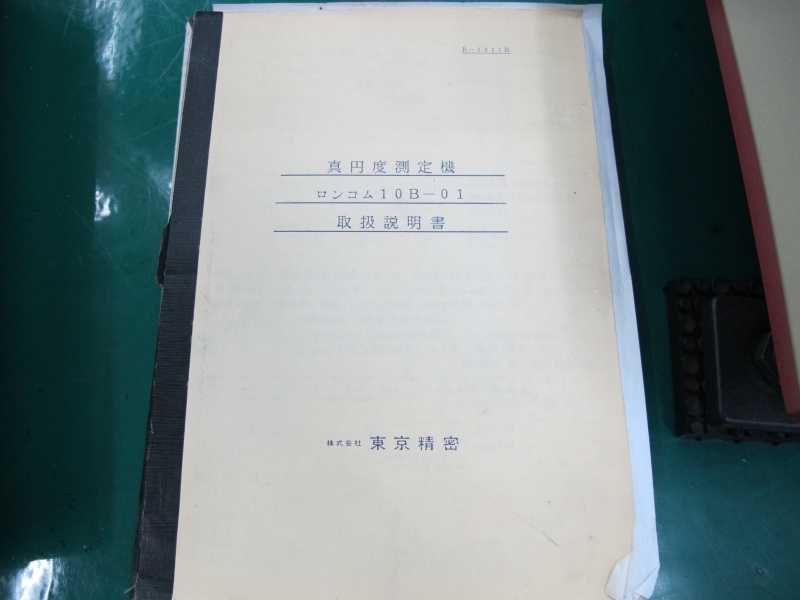 真円度測定機
ロンコム10B-01
取扱説明書
株式会社 東京精密